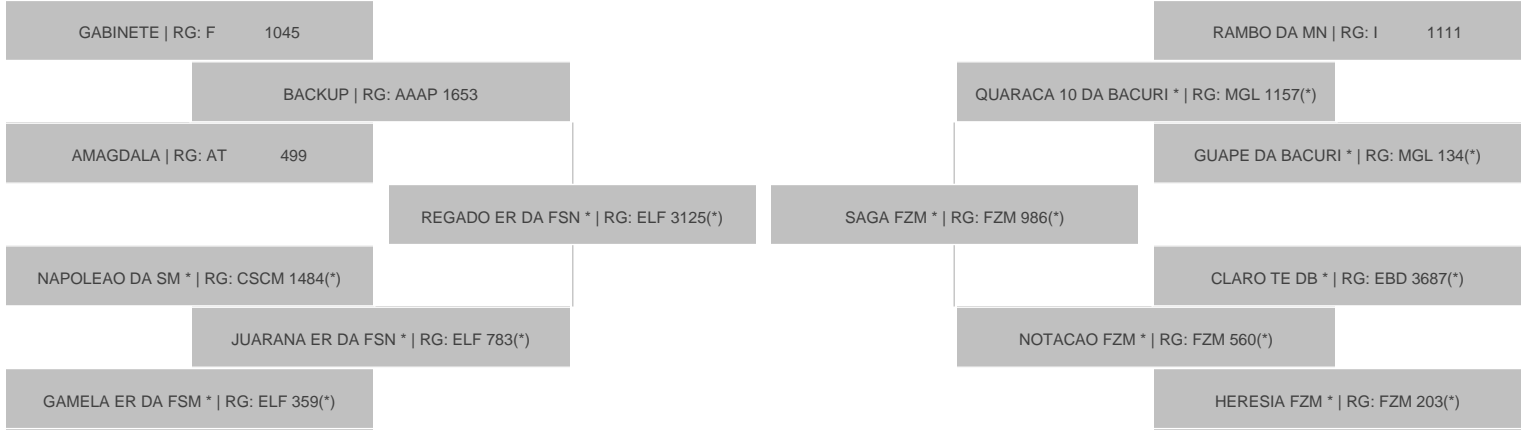 GABINETE | RG: F 1045
RAMBO DA MN | RG: I 1111
BACKUP | RG: AAAP 1653
QUARACA 10 DA BACURI * | RG: MGL 1157(*)
AMAGDALA | RG: AT 499
GUAPE DA BACURI * | RG: MGL 134(*)
REGADO ER DA FSN * | RG: ELF 3125(*)
SAGA FZM * | RG: FZM 986(*)
NAPOLEAO DA SM * | RG: CSCM 1484(*)
CLARO TE DB * | RG: EBD 3687(*)
JUARANA ER DA FSN * | RG: ELF 783(*)
NOTACAO FZM * | RG: FZM 560(*)
GAMELA ER DA FSM * | RG: ELF 359(*)
HERESIA FZM * | RG: FZM 203(*)